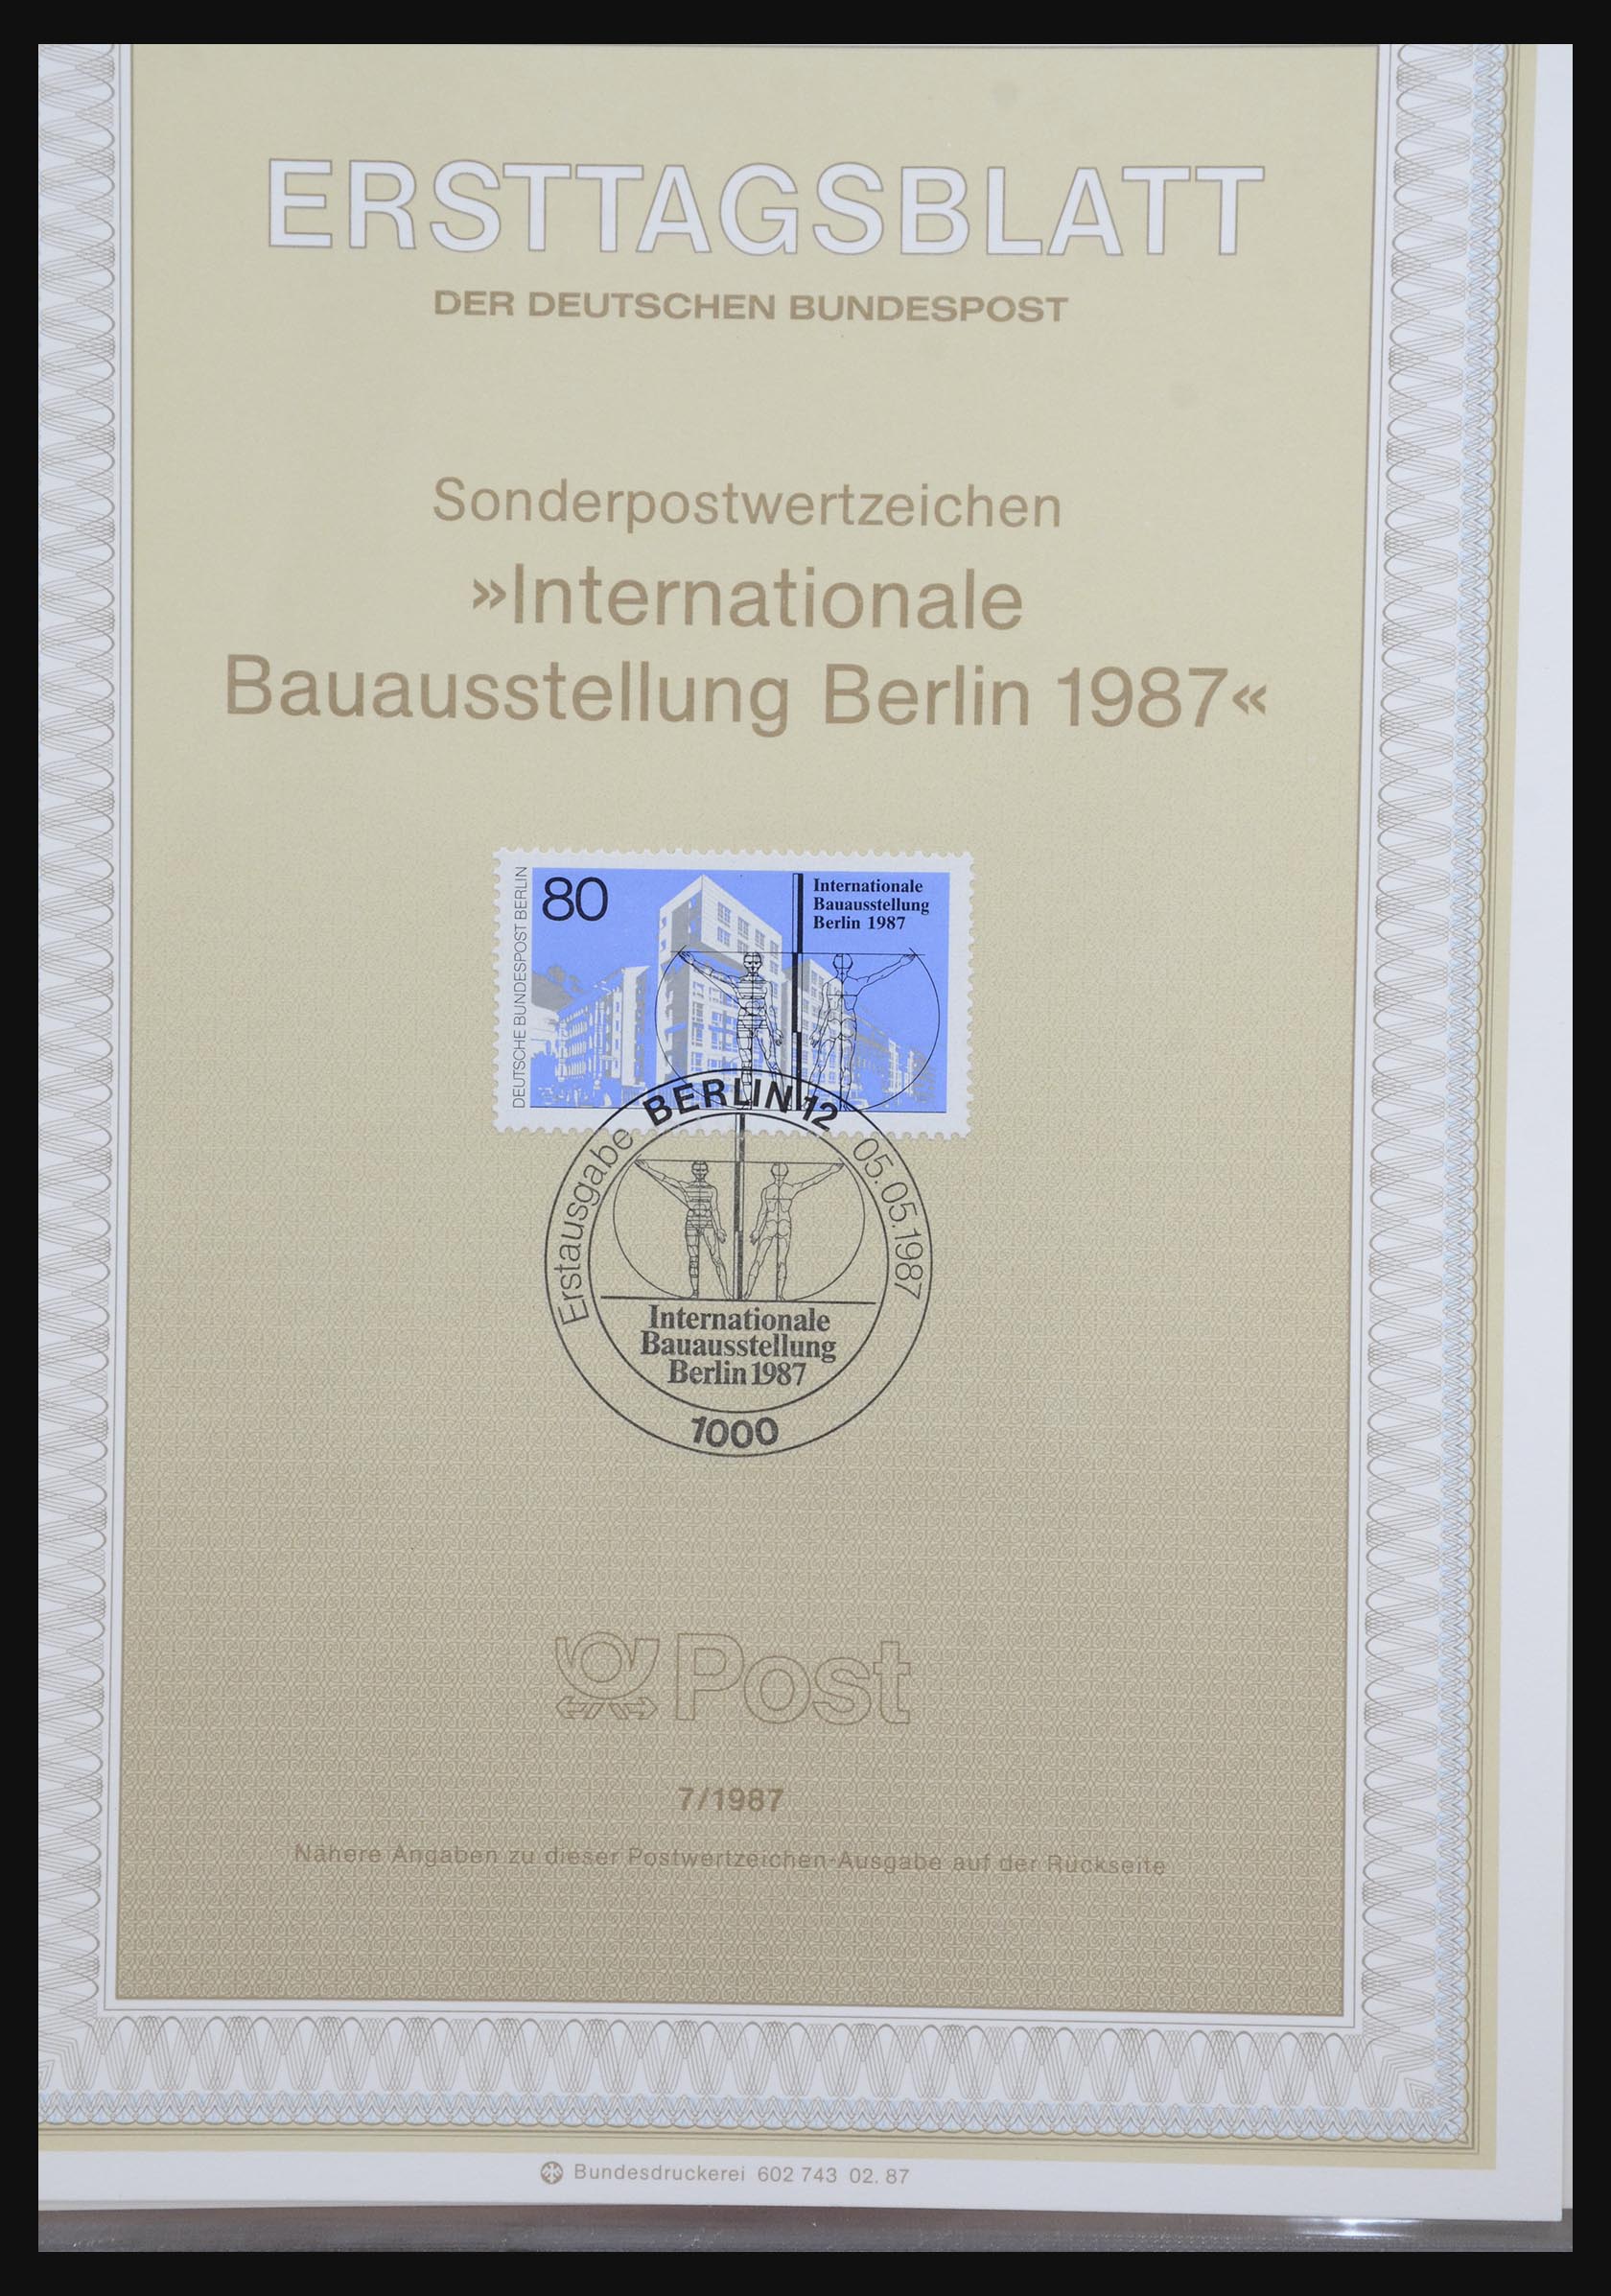 ERSTTAGSBLATT
DER DEUTSCHEN BUNDESPOST
Sonderpostwertzeichen
»Internationale
Bauausstellung Berlin 1987«
DEUTSCHE BUNDESPOST BERLIN
80
Internationale
Bauausstellung
Berlin 1987
Erstausgabe BERLIN 12 05.05.1987
Internationale
Bauausstellung
Berlin 1987
1000
Post
7/1987
Nähere Angaben zu dieser Postwertzeichen-Ausgabe auf der Rückseite
Bundesdruckerei 602 743 02. 87